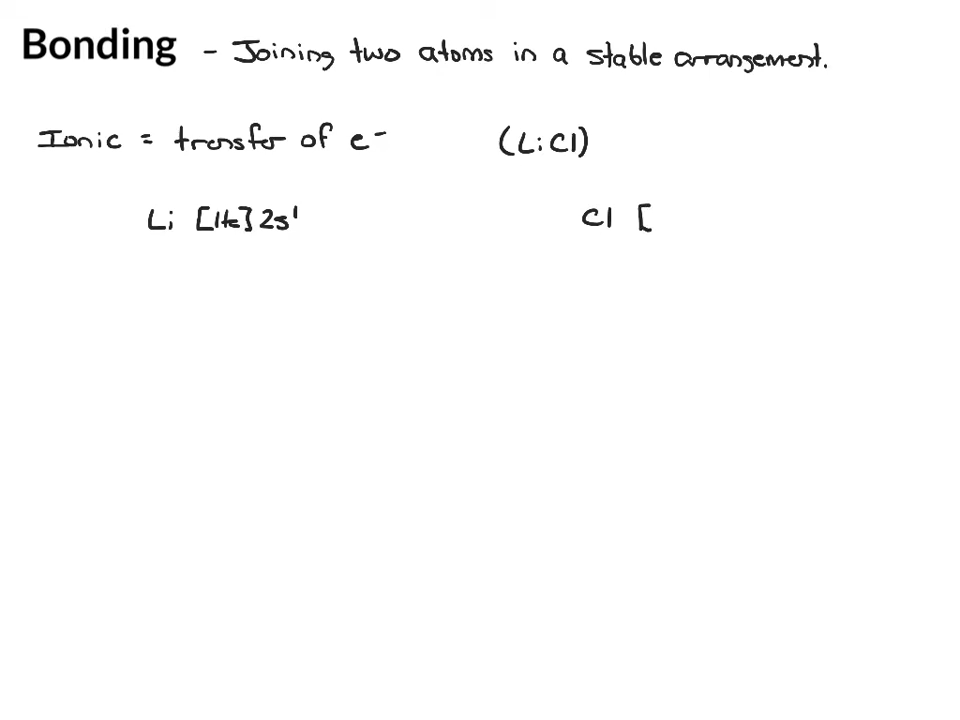 Bonding - Joining two atoms in a stable arrangement.
Ionic = transfer of e⁻ (LiCl)
Li [He] 2s¹ Cl [